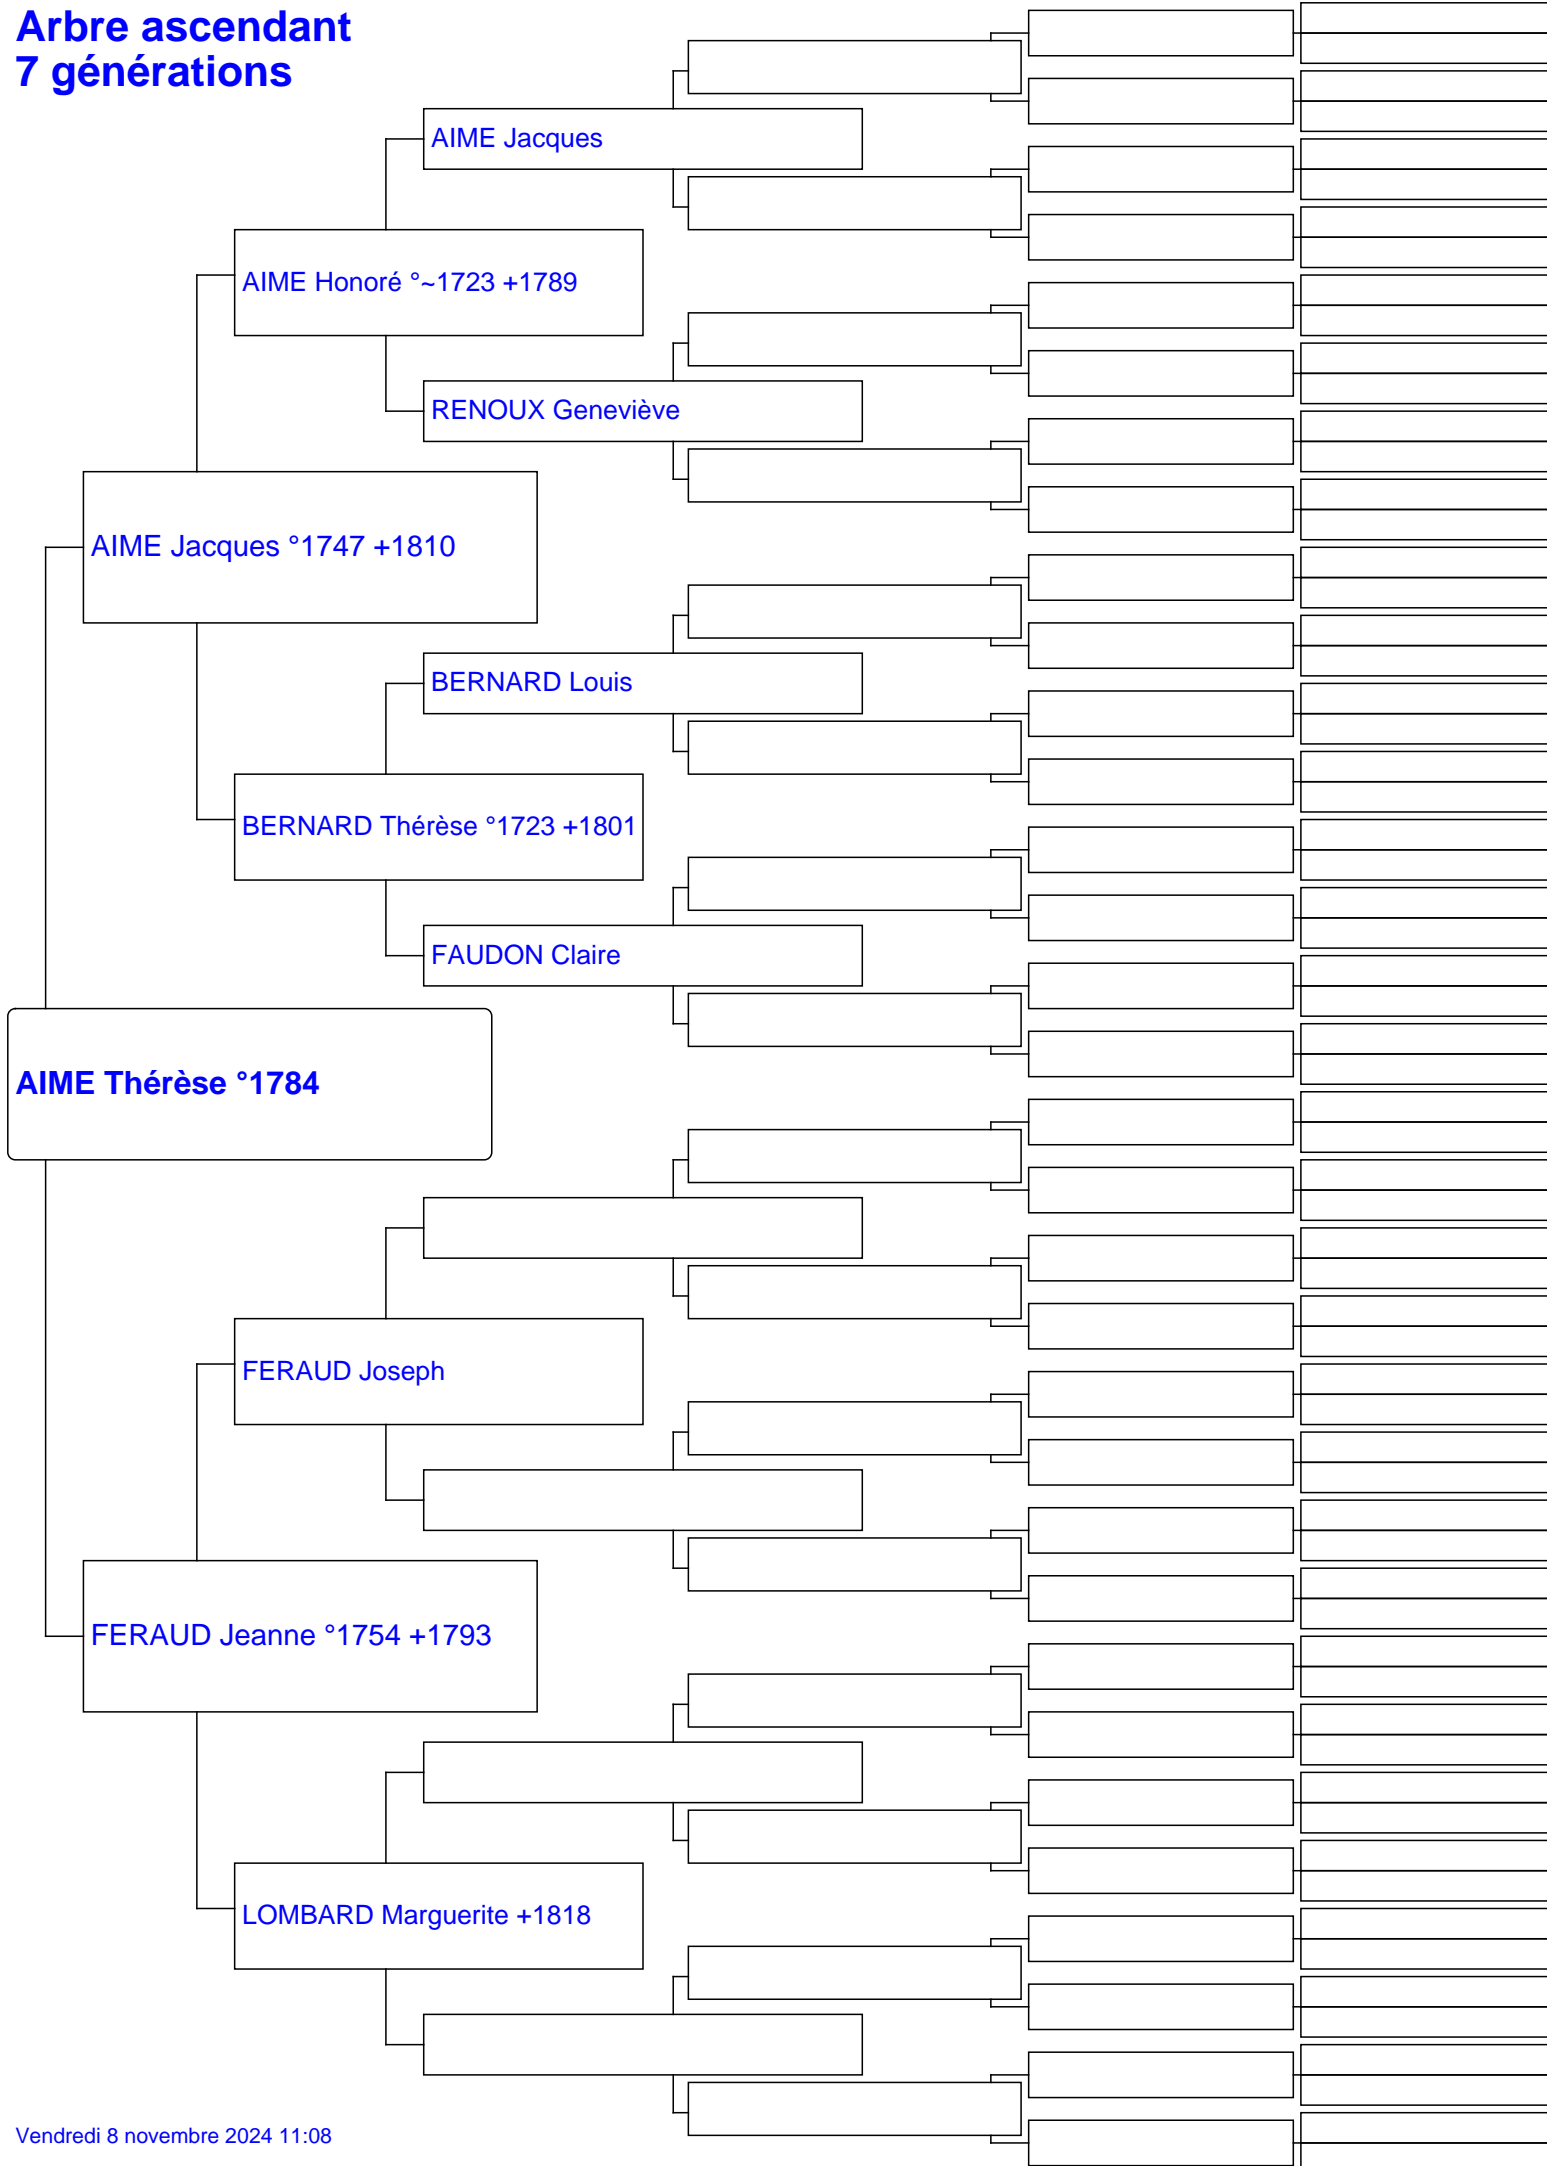 Arbre ascendant
7 générations
AIME Jacques
AIME Honoré °~1723 +1789
RENOUX Geneviève
AIME Jacques °1747 +1810
BERNARD Louis
BERNARD Thérèse °1723 +1801
FAUDON Claire
AIME Thérèse °1784
FERAUD Joseph
FERAUD Jeanne °1754 +1793
LOMBARD Marguerite +1818
Vendredi 8 novembre 2024 11:08